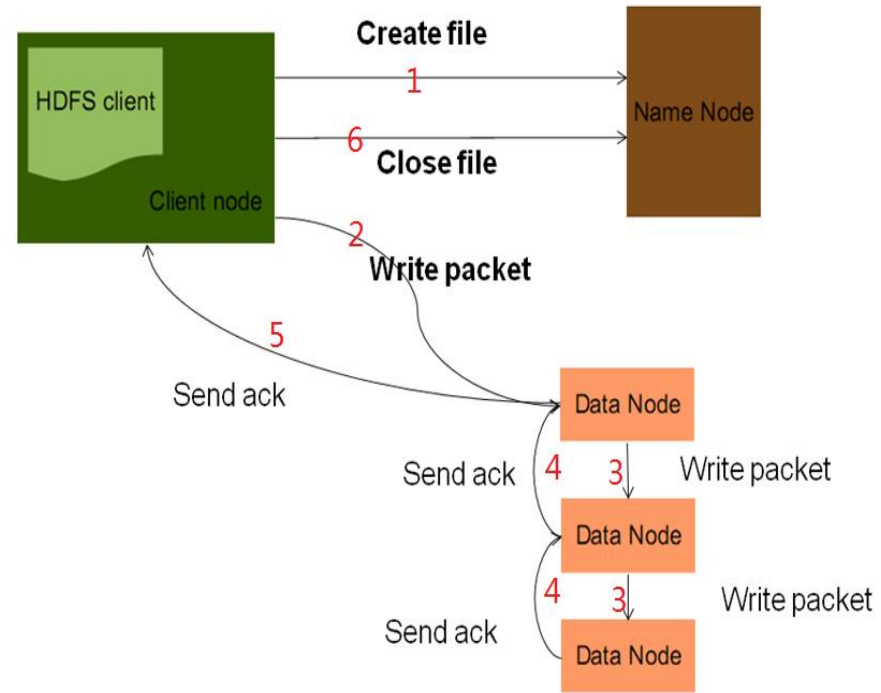 Create file
1
HDFS client
Name Node
6
Close file
Client node
2
Write packet
5
Send ack
Data Node
Send ack
4
3
Write packet
Data Node
4
3
Write packet
Send ack
Data Node